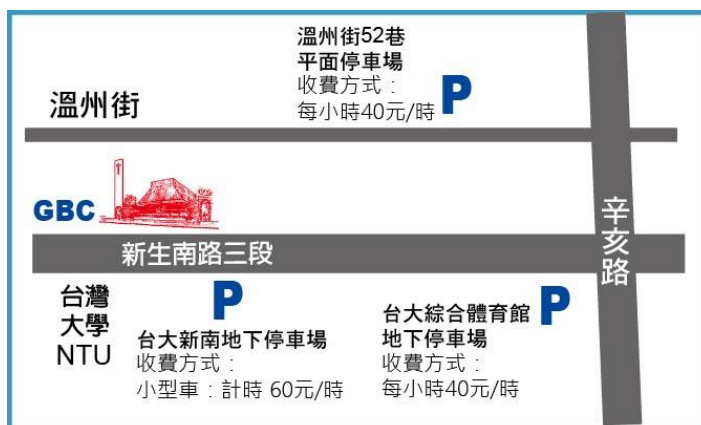 溫州街52巷
平面停車場
收費方式：
每小時40元/時
P
溫州街
GBC
辛亥路
新生南路三段
台灣
大學
NTU
P
台大新南地下停車場
收費方式：
小型車：計時 60元/時
台大綜合體育館
地下停車場
收費方式：
每小時40元/時
P